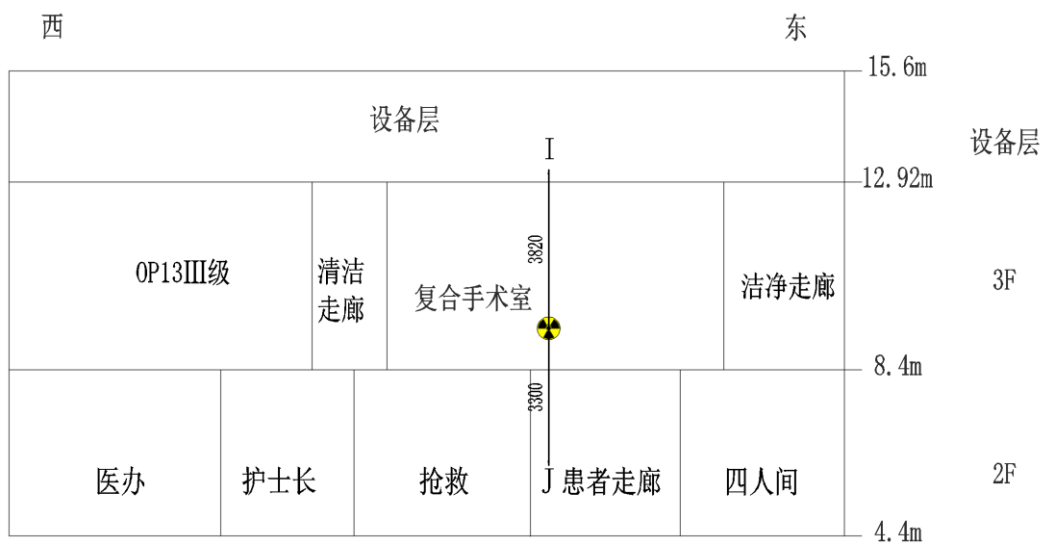 西
东
15.6m
设备层
设备层
I
12.92m
3820
OP13Ⅲ级
清洁
走廊
复合手术室
洁净走廊
3F
8.4m
3300
医办
护士长
抢救
J
患者走廊
四人间
2F
4.4m